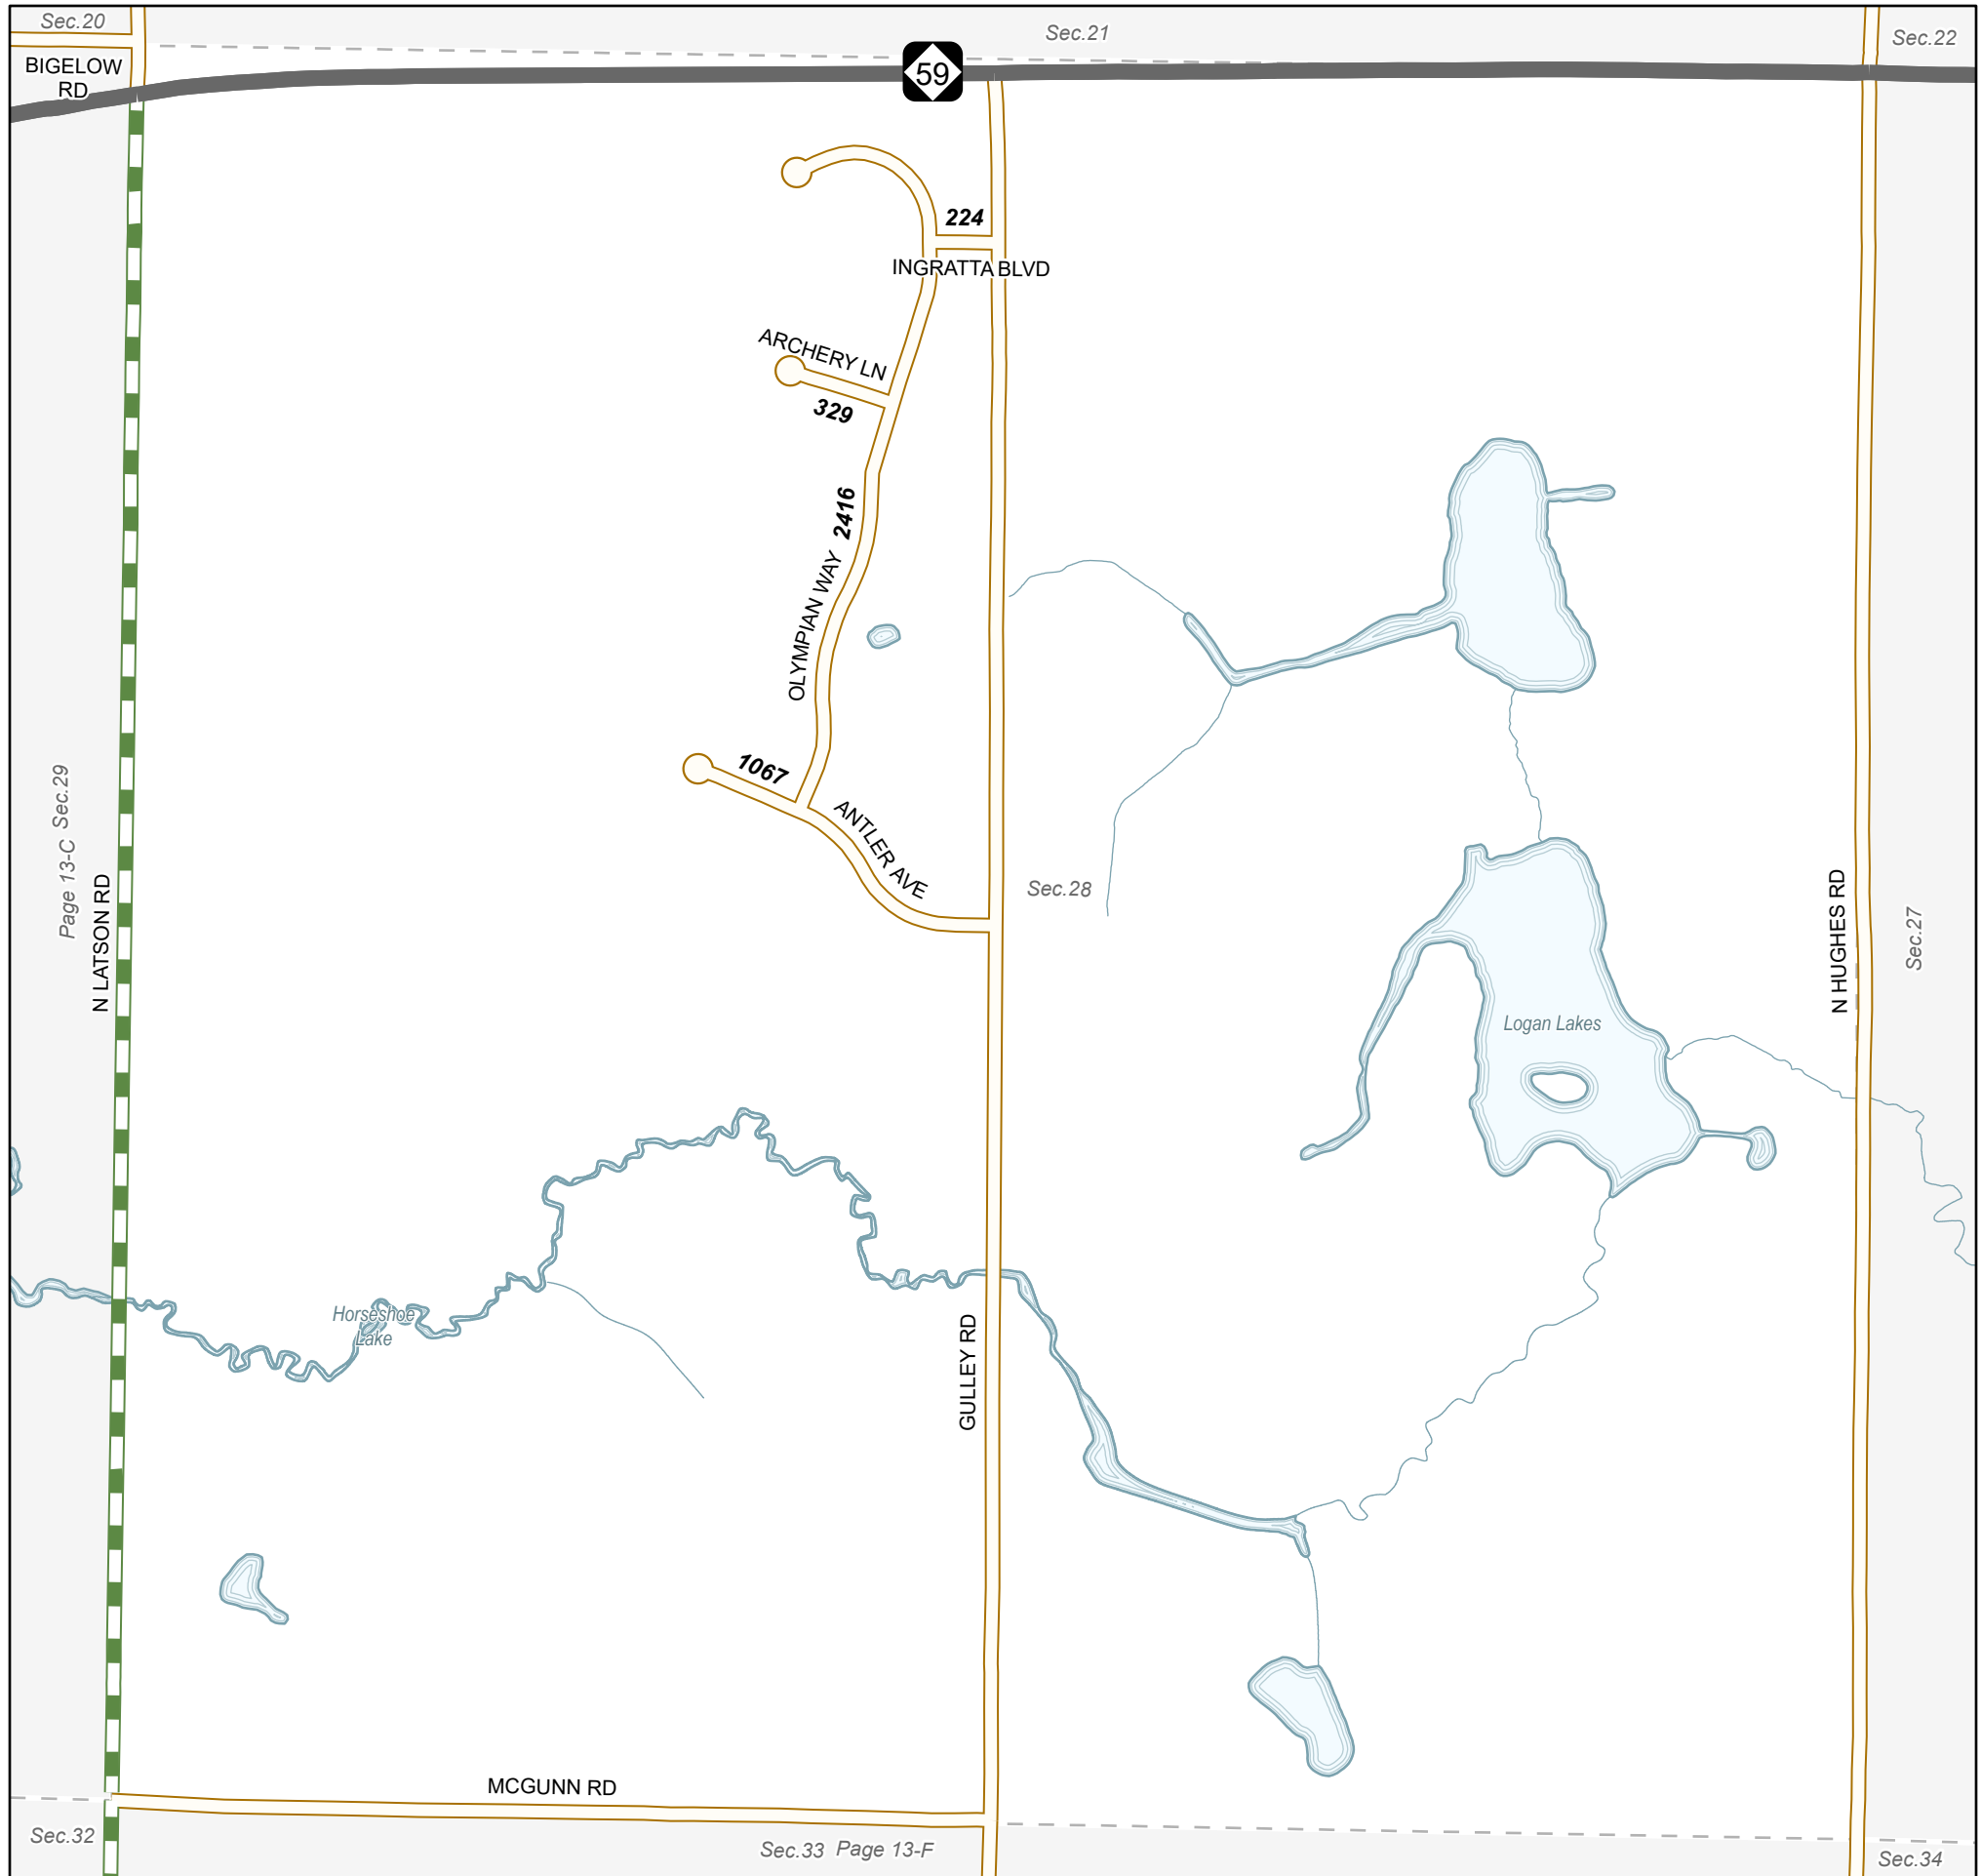 Sec.20
Sec.21
Sec.22
BIGELOW
RD
59
224
INGRATTA BLVD
ARCHERY LN
329
OLYMPIAN WAY 2416
1067
ANTLER AVE
Page 13-C Sec.29
N LATSON RD
Sec.28
N HUGHES RD
Sec.27
Logan Lakes
Horseshoe
Lake
GULLEY RD
MCGUNN RD
Sec.32
Sec.33 Page 13-F
Sec.34